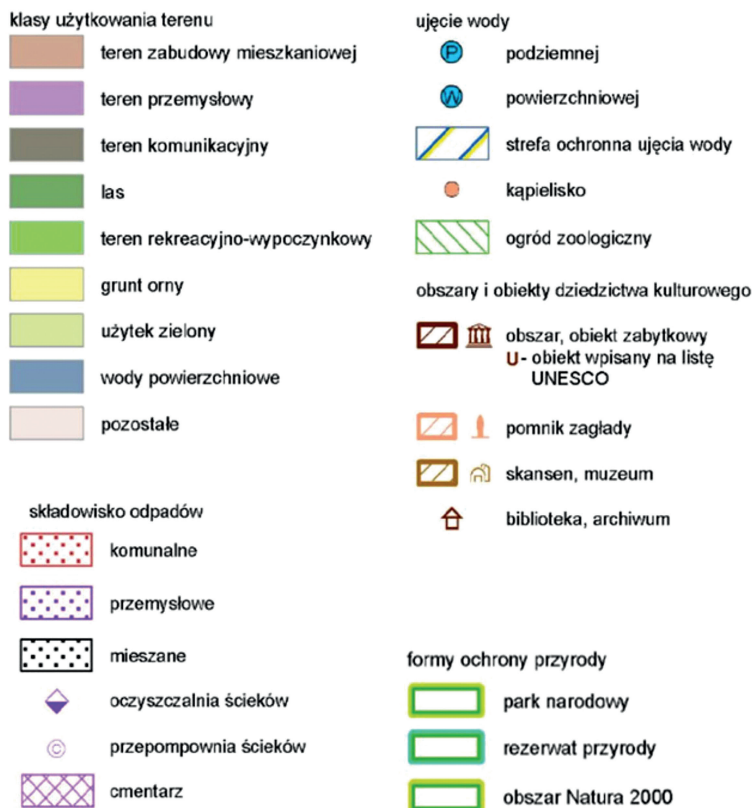 klasy użytkowania terenu
teren zabudowy mieszkaniowej
teren przemysłowy
teren komunikacyjny
las
teren rekreacyjno-wypoczynkowy
grunt orny
użytek zielony
wody powierzchniowe
pozostałe
składowisko odpadów
komunalne
przemysłowe
mieszane
oczyszczalnia ścieków
© przepompownia ścieków
cmentarz
ujęcie wody
P podziemnej
W powierzchniowej
strefa ochronna ujęcia wody
kąpielisko
ogród zoologiczny
obszary i obiekty dziedzictwa kulturowego
obszar, obiekt zabytkowy
U- obiekt wpisany na listę
UNESCO
pomnik zagłady
skansen, muzeum
biblioteka, archiwum
formy ochrony przyrody
park narodowy
rezerwat przyrody
obszar Natura 2000